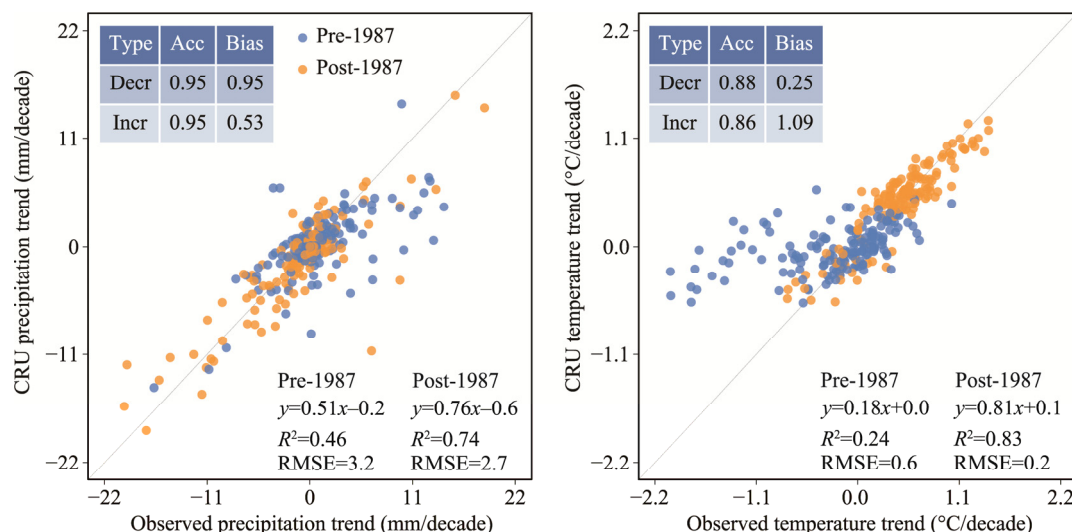 CRU precipitation trend (mm/decade)
22
11
0
−11
−22
Type Acc Bias
Decr 0.95 0.95
Incr 0.95 0.53
Pre-1987
Post-1987
Pre-1987 Post-1987
y=0.51x−0.2 y=0.76x−0.6
R²=0.46 R²=0.74
RMSE=3.2 RMSE=2.7
−22 −11 0 11 22
Observed precipitation trend (mm/decade)
CRU temperature trend (°C/decade)
2.2
1.1
0.0
−1.1
−2.2
Type Acc Bias
Decr 0.88 0.25
Incr 0.86 1.09
Pre-1987 Post-1987
y=0.18x+0.0 y=0.81x+0.1
R²=0.24 R²=0.83
RMSE=0.6 RMSE=0.2
−2.2 −1.1 0.0 1.1 2.2
Observed temperature trend (°C/decade)